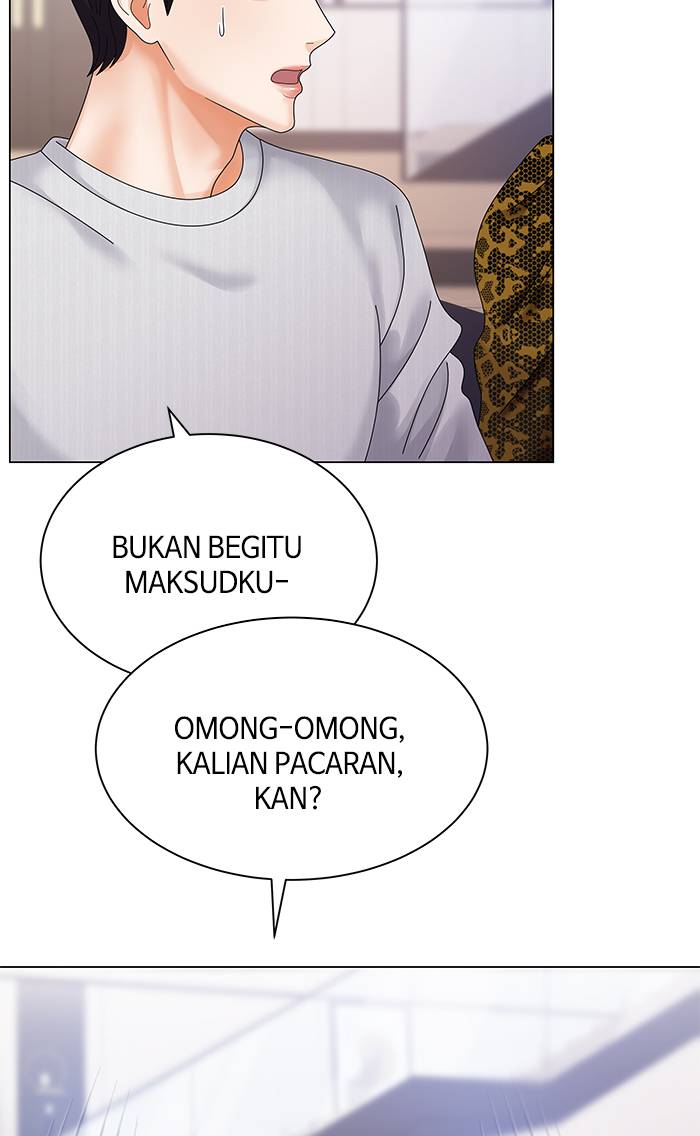 BUKAN BEGITU
MAKSUDKU-
OMONG-OMONG,
KALIAN PACARAN,
KAN?